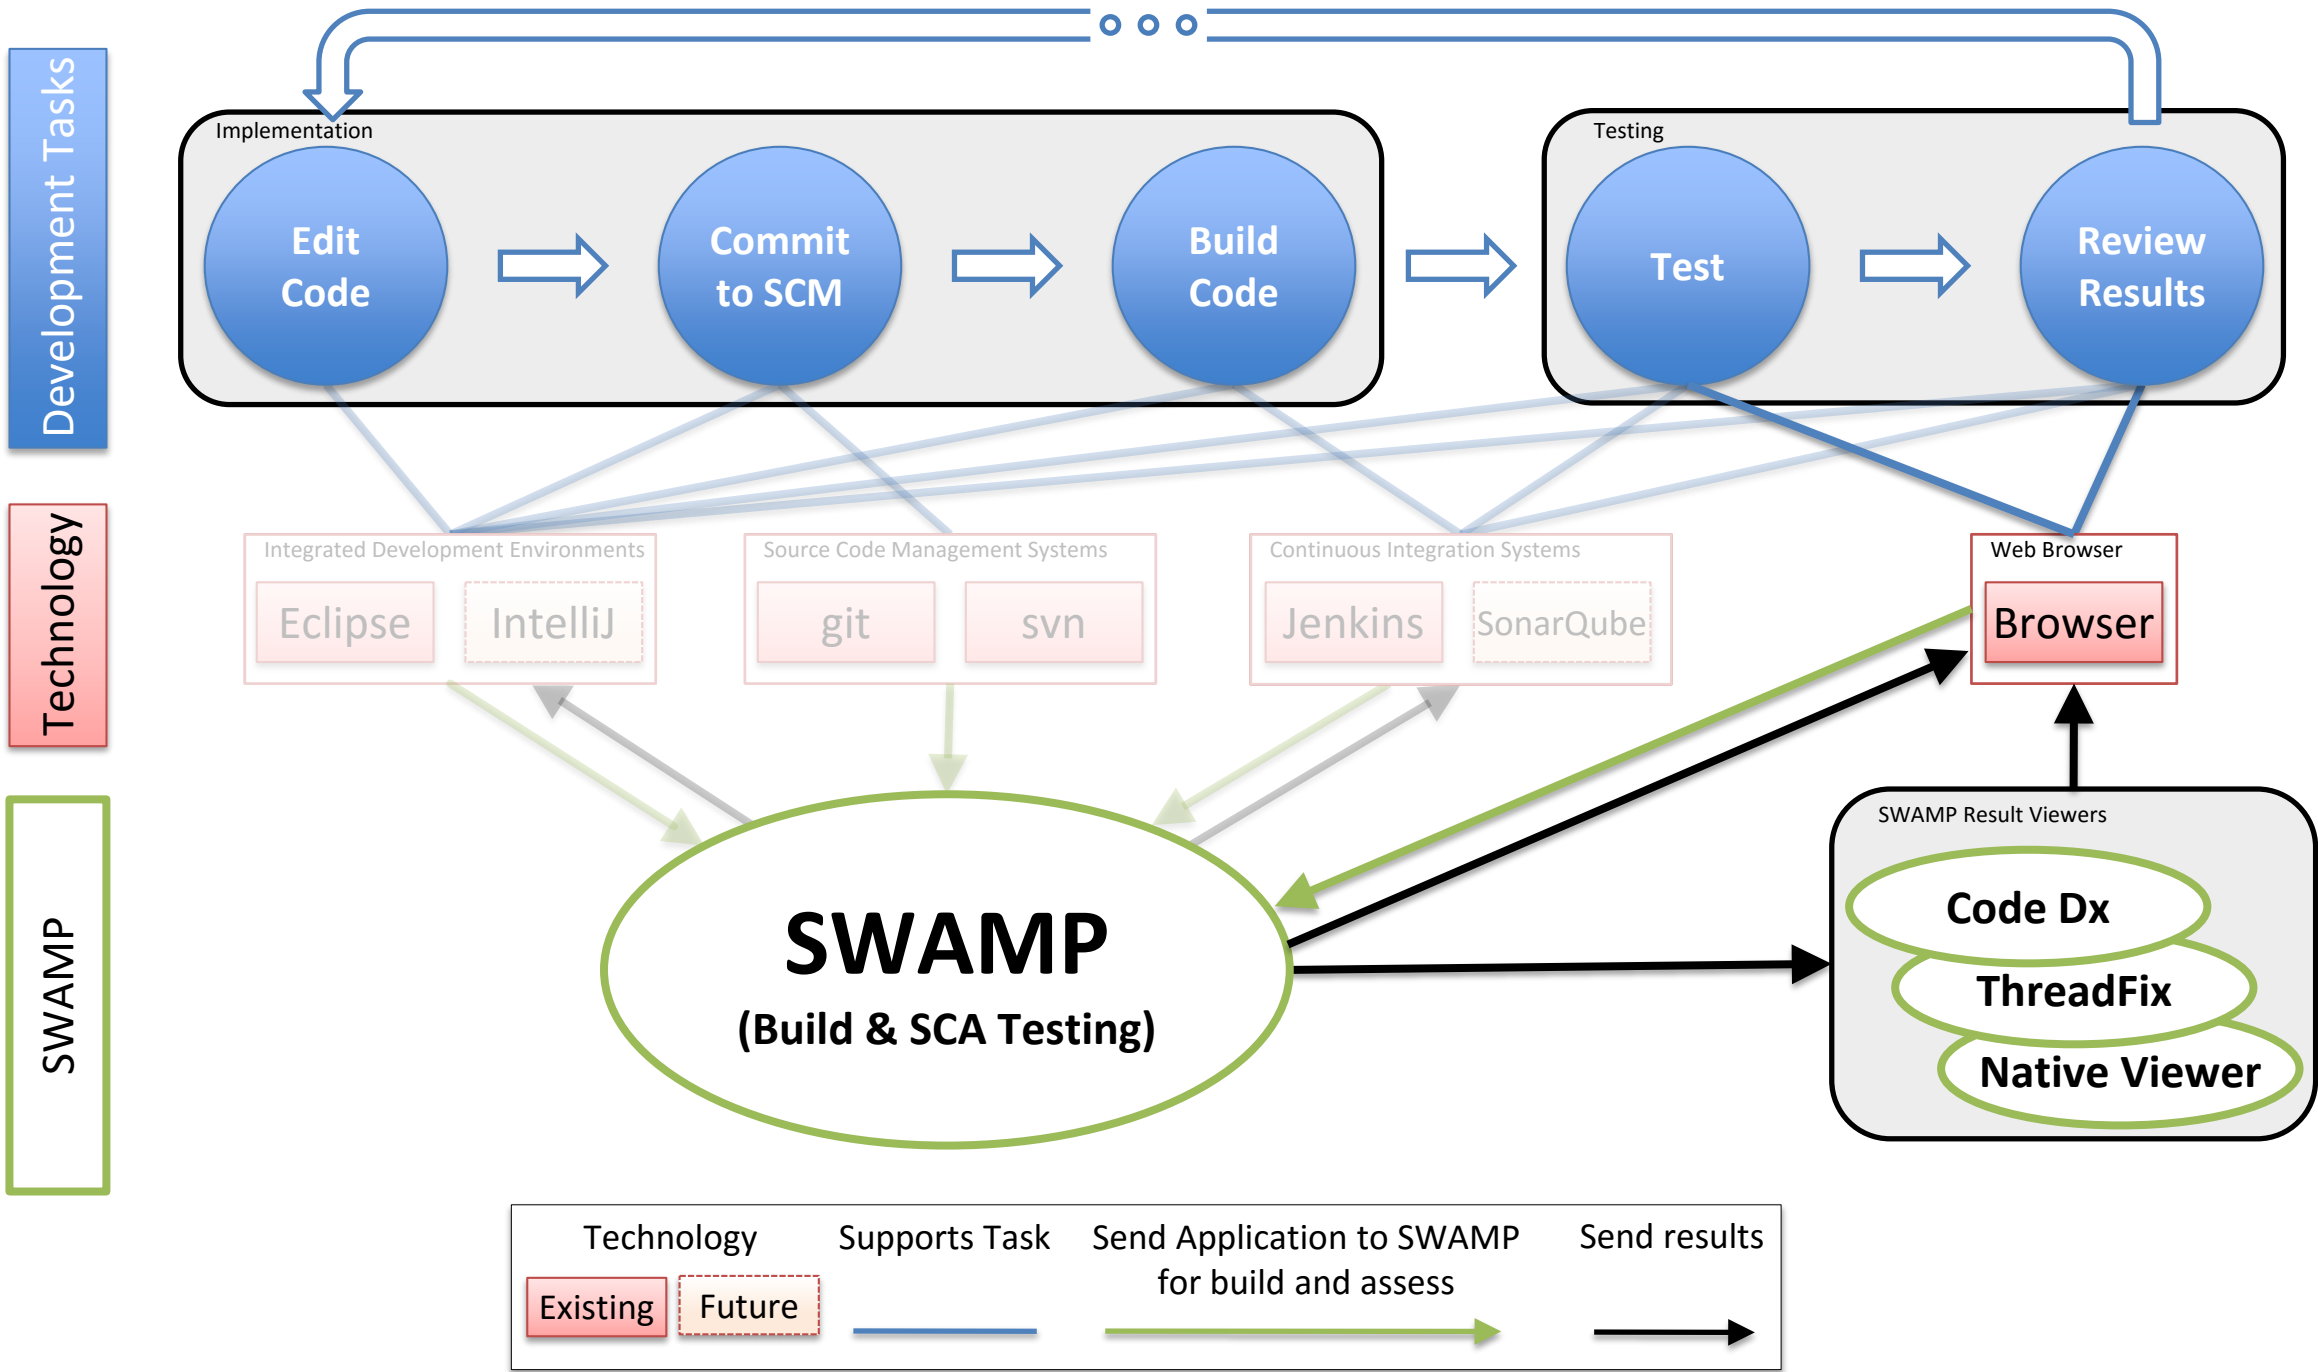 Development Tasks
Implementation
Edit
Code
Commit
to SCM
Build
Code
Testing
Test
Review
Results
Technology
Integrated Development Environments
Eclipse
IntelliJ
Source Code Management Systems
git
svn
Continuous Integration Systems
Jenkins
SonarQube
Web Browser
Browser
SWAMP
SWAMP
(Build & SCA Testing)
SWAMP Result Viewers
Code Dx
ThreadFix
Native Viewer
Technology
Existing
Future
Supports Task
Send Application to SWAMP
for build and assess
Send results